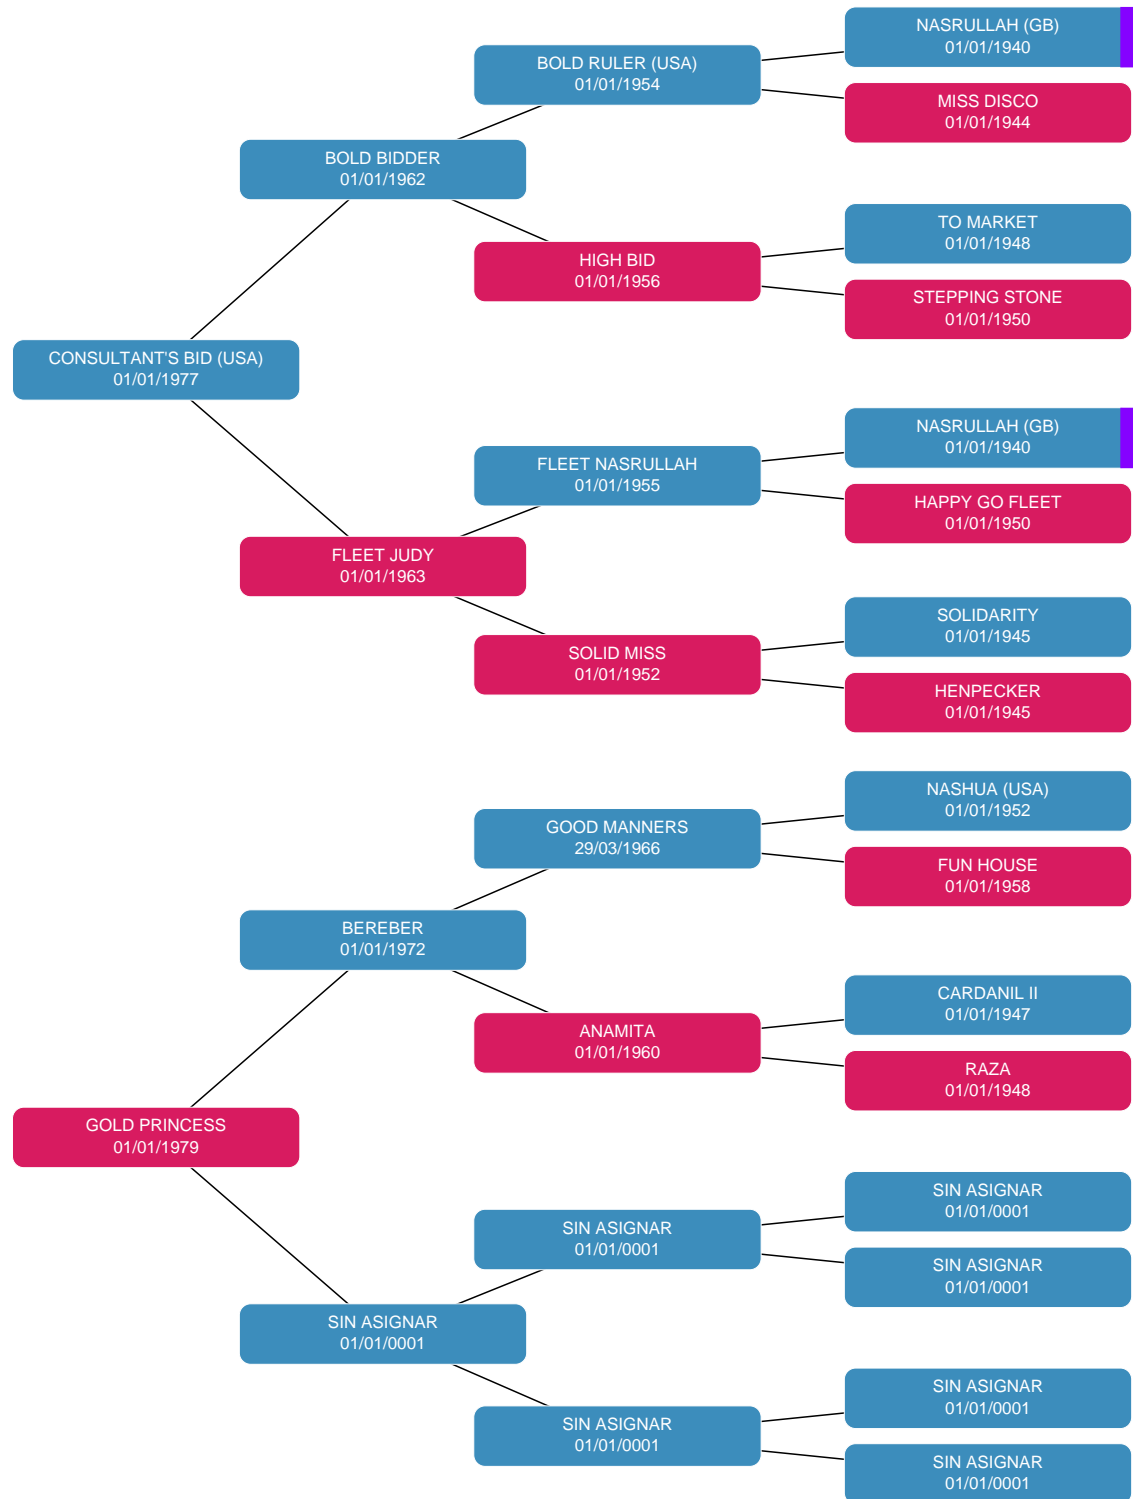 NASRULLAH (GB)
01/01/1940
BOLD RULER (USA)
01/01/1954
MISS DISCO
01/01/1944
BOLD BIDDER
01/01/1962
TO MARKET
01/01/1948
HIGH BID
01/01/1956
STEPPING STONE
01/01/1950
CONSULTANT'S BID (USA)
01/01/1977
NASRULLAH (GB)
01/01/1940
FLEET NASRULLAH
01/01/1955
HAPPY GO FLEET
01/01/1950
FLEET JUDY
01/01/1963
SOLIDARITY
01/01/1945
SOLID MISS
01/01/1952
HENPECKER
01/01/1945
NASHUA (USA)
01/01/1952
GOOD MANNERS
29/03/1966
FUN HOUSE
01/01/1958
BEREBER
01/01/1972
CARDANIL II
01/01/1947
ANAMITA
01/01/1960
RAZA
01/01/1948
GOLD PRINCESS
01/01/1979
SIN ASIGNAR
01/01/0001
SIN ASIGNAR
01/01/0001
SIN ASIGNAR
01/01/0001
SIN ASIGNAR
01/01/0001
SIN ASIGNAR
01/01/0001
SIN ASIGNAR
01/01/0001
SIN ASIGNAR
01/01/0001